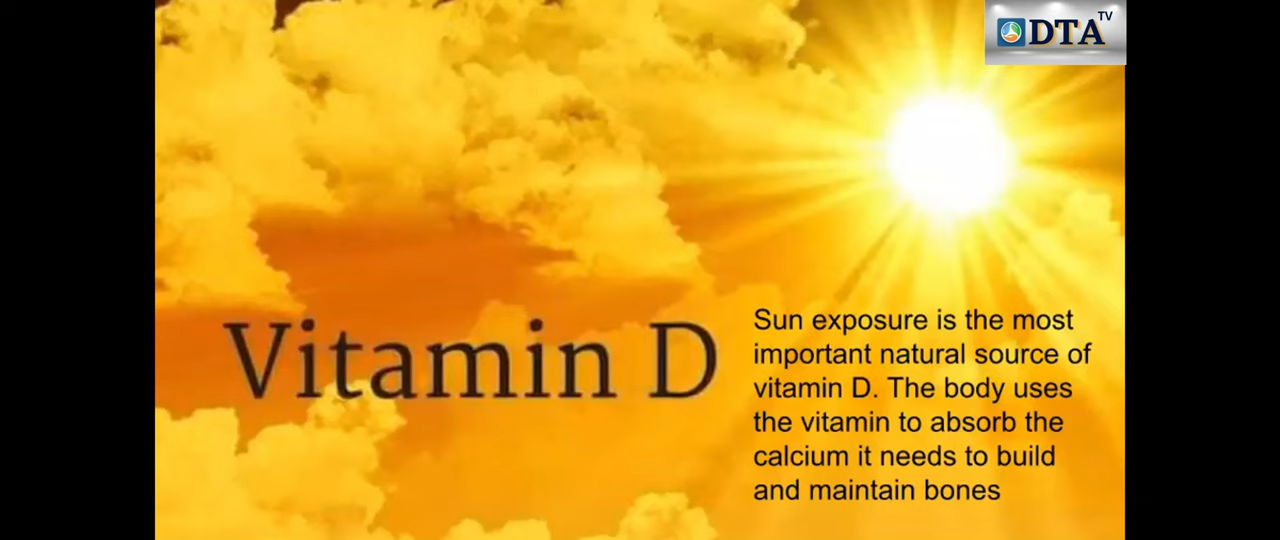 DTA TV
Vitamin D
Sun exposure is the most
important natural source of
vitamin D. The body uses
the vitamin to absorb the
calcium it needs to build
and maintain bones